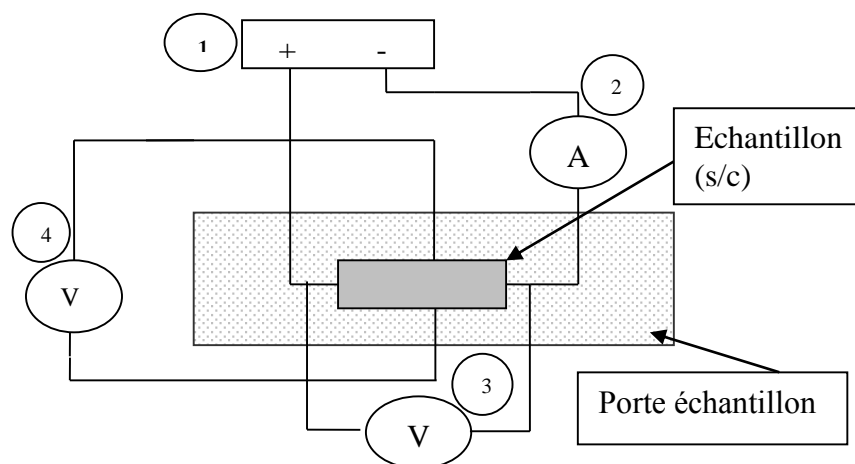 1
+ -
2
A
Echantillon
(s/c)
4
V
3
V
Porte échantillon